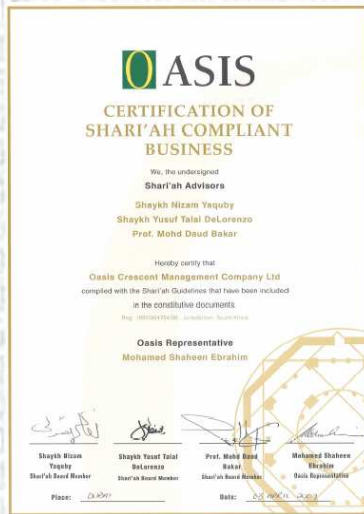 OASIS
CERTIFICATION OF
SHARI'AH COMPLIANT
BUSINESS
We, the undersigned
Shari'ah Advisors
Shaykh Nizam Yaquby
Shaykh Yusuf Talal DeLorenzo
Prof. Mohd Daud Bakar
Hereby certify that
Oasis Crescent Management Company Ltd
complied with the Shari'ah Guidelines that have been included
in the constitutive documents
Oasis Representative
Mohamed Shaheen Ebrahim
Shaykh Nizam Shaykh Yusuf Talal Prof. Mohd Daud Mohamed Shaheen
Yaquby DeLorenzo Bakar Ebrahim
Shari'ah Board Member Shari'ah Board Member Shari'ah Board Member Oasis Representative
Place: DUBAI Date: